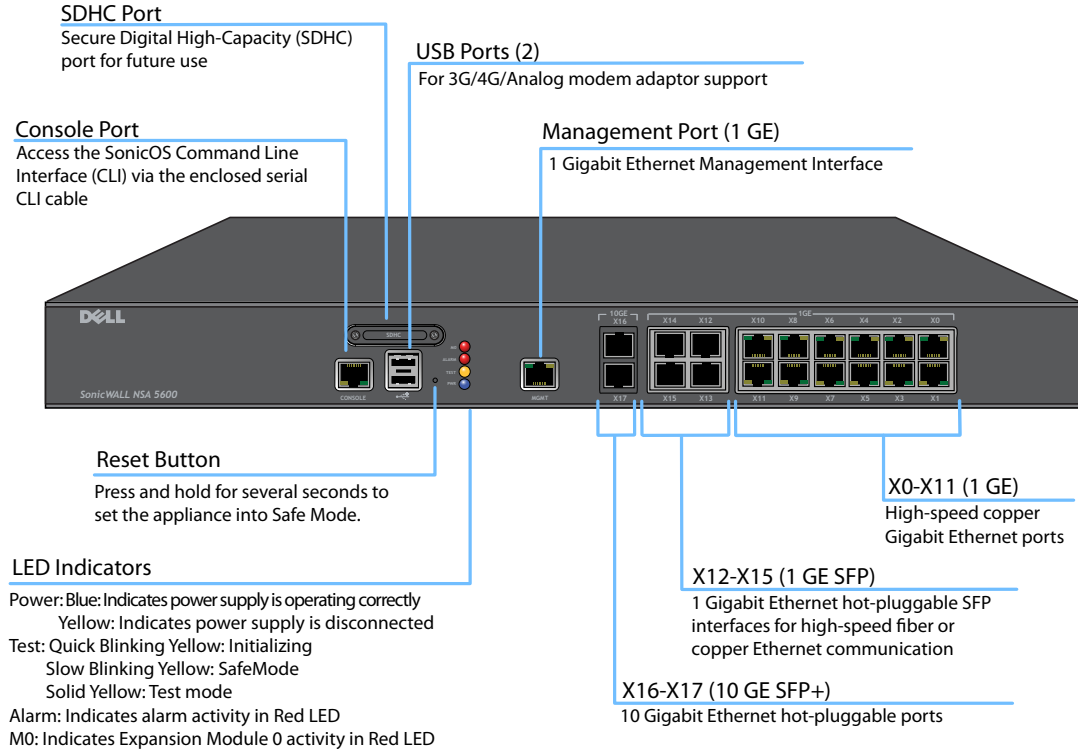 SDHC Port
Secure Digital High-Capacity (SDHC)
port for future use
USB Ports (2)
For 3G/4G/Analog modem adaptor support
Console Port
Access the SonicOS Command Line
Interface (CLI) via the enclosed serial
CLI cable
Management Port (1 GE)
1 Gigabit Ethernet Management Interface
DELL
SonicWALL NSA 5600
SDHC
CONSOLE
M0
ALARM
TEST
PWR
MGMT
10GE
X16
X17
1GE
X14 X12 X10 X8 X6 X4 X2 X0
X15 X13 X11 X9 X7 X5 X3 X1
Reset Button
Press and hold for several seconds to
set the appliance into Safe Mode.
X0-X11 (1 GE)
High-speed copper
Gigabit Ethernet ports
LED Indicators
Power: Blue: Indicates power supply is operating correctly
Yellow: Indicates power supply is disconnected
Test: Quick Blinking Yellow: Initializing
Slow Blinking Yellow: SafeMode
Solid Yellow: Test mode
Alarm: Indicates alarm activity in Red LED
M0: Indicates Expansion Module 0 activity in Red LED
X12-X15 (1 GE SFP)
1 Gigabit Ethernet hot-pluggable SFP
interfaces for high-speed fiber or
copper Ethernet communication
X16-X17 (10 GE SFP+)
10 Gigabit Ethernet hot-pluggable ports